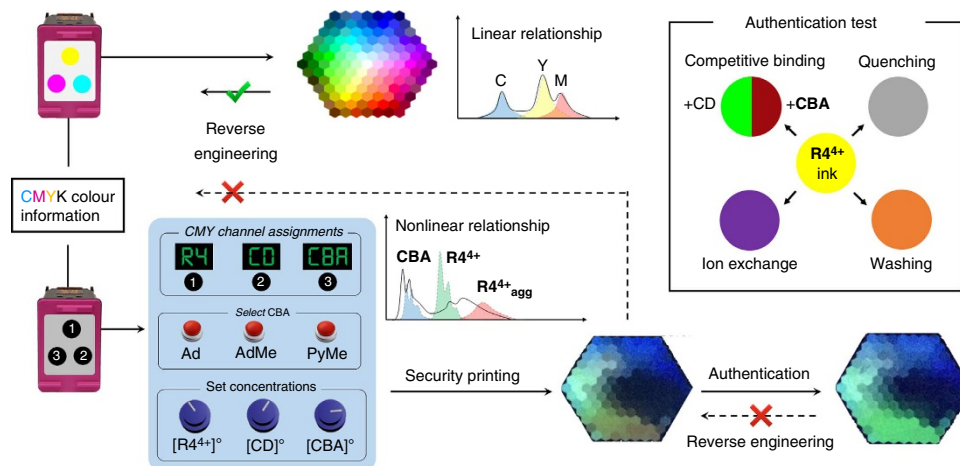 Linear relationship
C
Y
M
Reverse
engineering
Authentication test
Competitive binding
Quenching
+CD
+CBA
R4⁴⁺
ink
Ion exchange
Washing
CMYK colour
information
CMY channel assignments
R4
CD
CBA
1
2
3
Select CBA
Ad
AdMe
PyMe
Set concentrations
[R4⁴⁺]°
[CD]°
[CBA]°
1
3
2
Nonlinear relationship
CBA
R4⁴⁺
R4⁴⁺agg
Security printing
Authentication
Reverse engineering